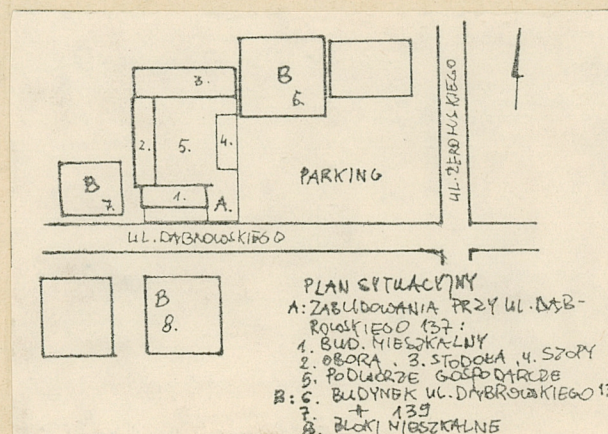 3.
B
6.
2.
5.
4.
PARKING
UL. ŻEROMSKIEGO
B
7.
1.
A.
UL. DĄBROWSKIEGO
B
8.
PLAN SYTUACYJNY
A: ZABUDOWANIA PRZY UL. DĄB-
ROWSKIEGO 137:
1. BUD. MIESZKALNY
2. OBORA, 3. STODOŁA, 4. SZOPY
5. PODWÓRZE GOSPODARCZE
B: 6. BUDYNEK UL. DĄBROWSKIEGO
7. 139
8. BLOKI MIESZKALNE